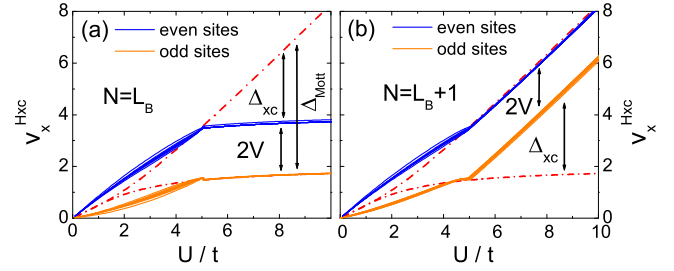 (a)
even sites
odd sites
N=L_B
Δ_xc
Δ_Mott
2V
v_x^Hxc
8
6
4
2
0
0 2 4 6 8
U / t
(b)
even sites
odd sites
N=L_B+1
2V
Δ_xc
v_x^Hxc
8
6
4
2
0
0 2 4 6 8 10
U / t